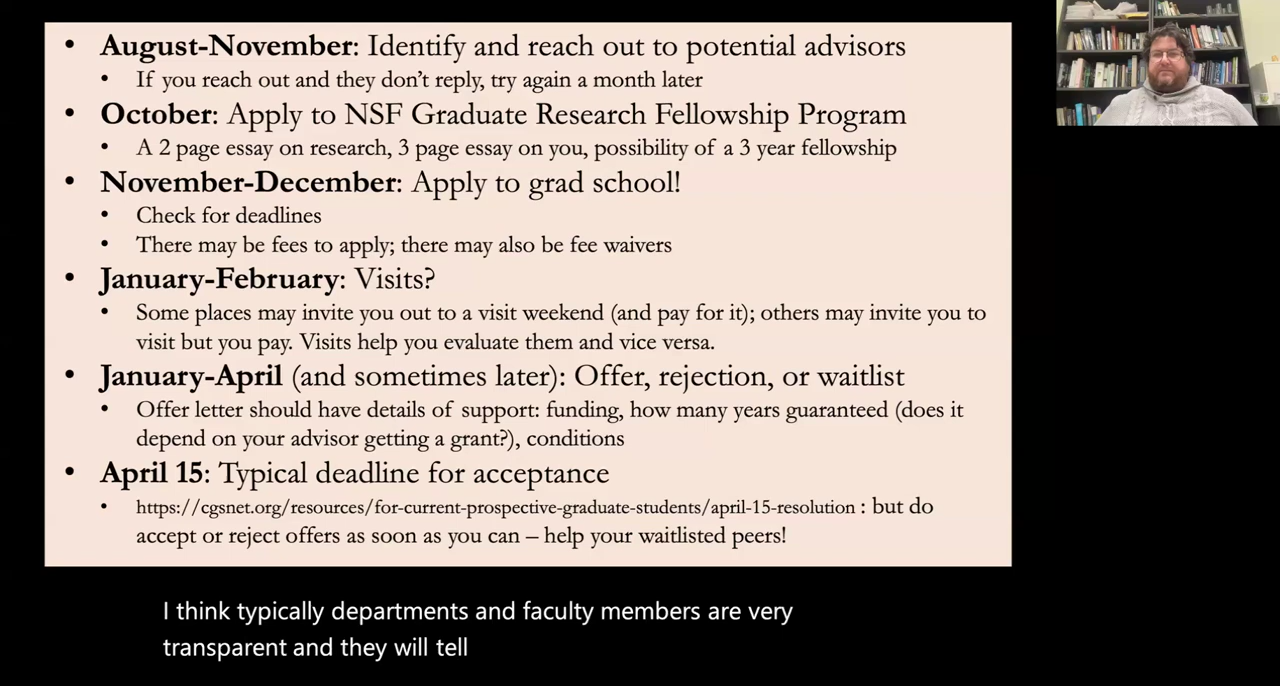 • August-November: Identify and reach out to potential advisors
• If you reach out and they don’t reply, try again a month later
• October: Apply to NSF Graduate Research Fellowship Program
• A 2 page essay on research, 3 page essay on you, possibility of a 3 year fellowship
• November-December: Apply to grad school!
• Check for deadlines
• There may be fees to apply; there may also be fee waivers
• January-February: Visits?
• Some places may invite you out to a visit weekend (and pay for it); others may invite you to
visit but you pay. Visits help you evaluate them and vice versa.
• January-April (and sometimes later): Offer, rejection, or waitlist
• Offer letter should have details of support: funding, how many years guaranteed (does it
depend on your advisor getting a grant?), conditions
• April 15: Typical deadline for acceptance
• https://cgsnet.org/resources/for-current-prospective-graduate-students/april-15-resolution : but do
accept or reject offers as soon as you can – help your waitlisted peers!
I think typically departments and faculty members are very
transparent and they will tell